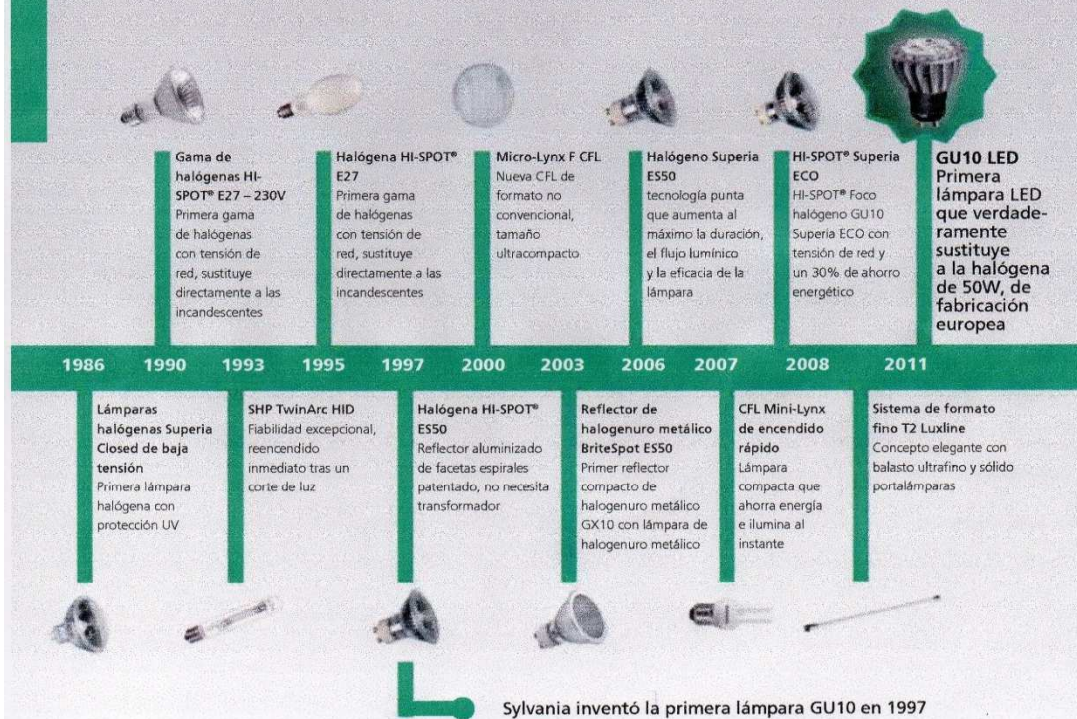 Gama de
halógenas HI-
SPOT® E27 – 230V
Primera gama
de halógenas
con tensión de
red, sustituye
directamente a las
incandescentes
Halógena HI-SPOT®
E27
Primera gama
de halógenas
con tensión de
red, sustituye
directamente a las
incandescentes
Micro-Lynx F CFL
Nueva CFL de
formato no
convencional,
tamaño
ultracompacto
Halógeno Superia
ES50
tecnología punta
que aumenta al
máximo la duración,
el flujo lumínico
y la eficacia de la
lámpara
HI-SPOT® Superia
ECO
HI-SPOT® Foco
halógeno GU10
Superia ECO con
tensión de red y
un 30% de ahorro
energético
GU10 LED
Primera
lámpara LED
que verdade-
ramente
sustituye
a la halógena
de 50W, de
fabricación
europea
1986 1990 1993 1995 1997 2000 2003 2006 2007 2008 2011
Lámparas
halógenas Superia
Closed de baja
tensión
Primera lámpara
halógena con
protección UV
SHP TwinArc HID
Fiabilidad excepcional,
reencendido
inmediato tras un
corte de luz
Halógena HI-SPOT®
ES50
Reflector aluminizado
de facetas espirales
patentado, no necesita
transformador
Reflector de
halogenuro metálico
BriteSpot ES50
Primer reflector
compacto de
halogenuro metálico
GX10 con lámpara de
halogenuro metálico
CFL Mini-Lynx
de encendido
rápido
Lámpara
compacta que
ahorra energía
e ilumina al
instante
Sistema de formato
fino T2 Luxline
Concepto elegante con
balasto ultrafino y sólido
portalámparas
Sylvania inventó la primera lámpara GU10 en 1997